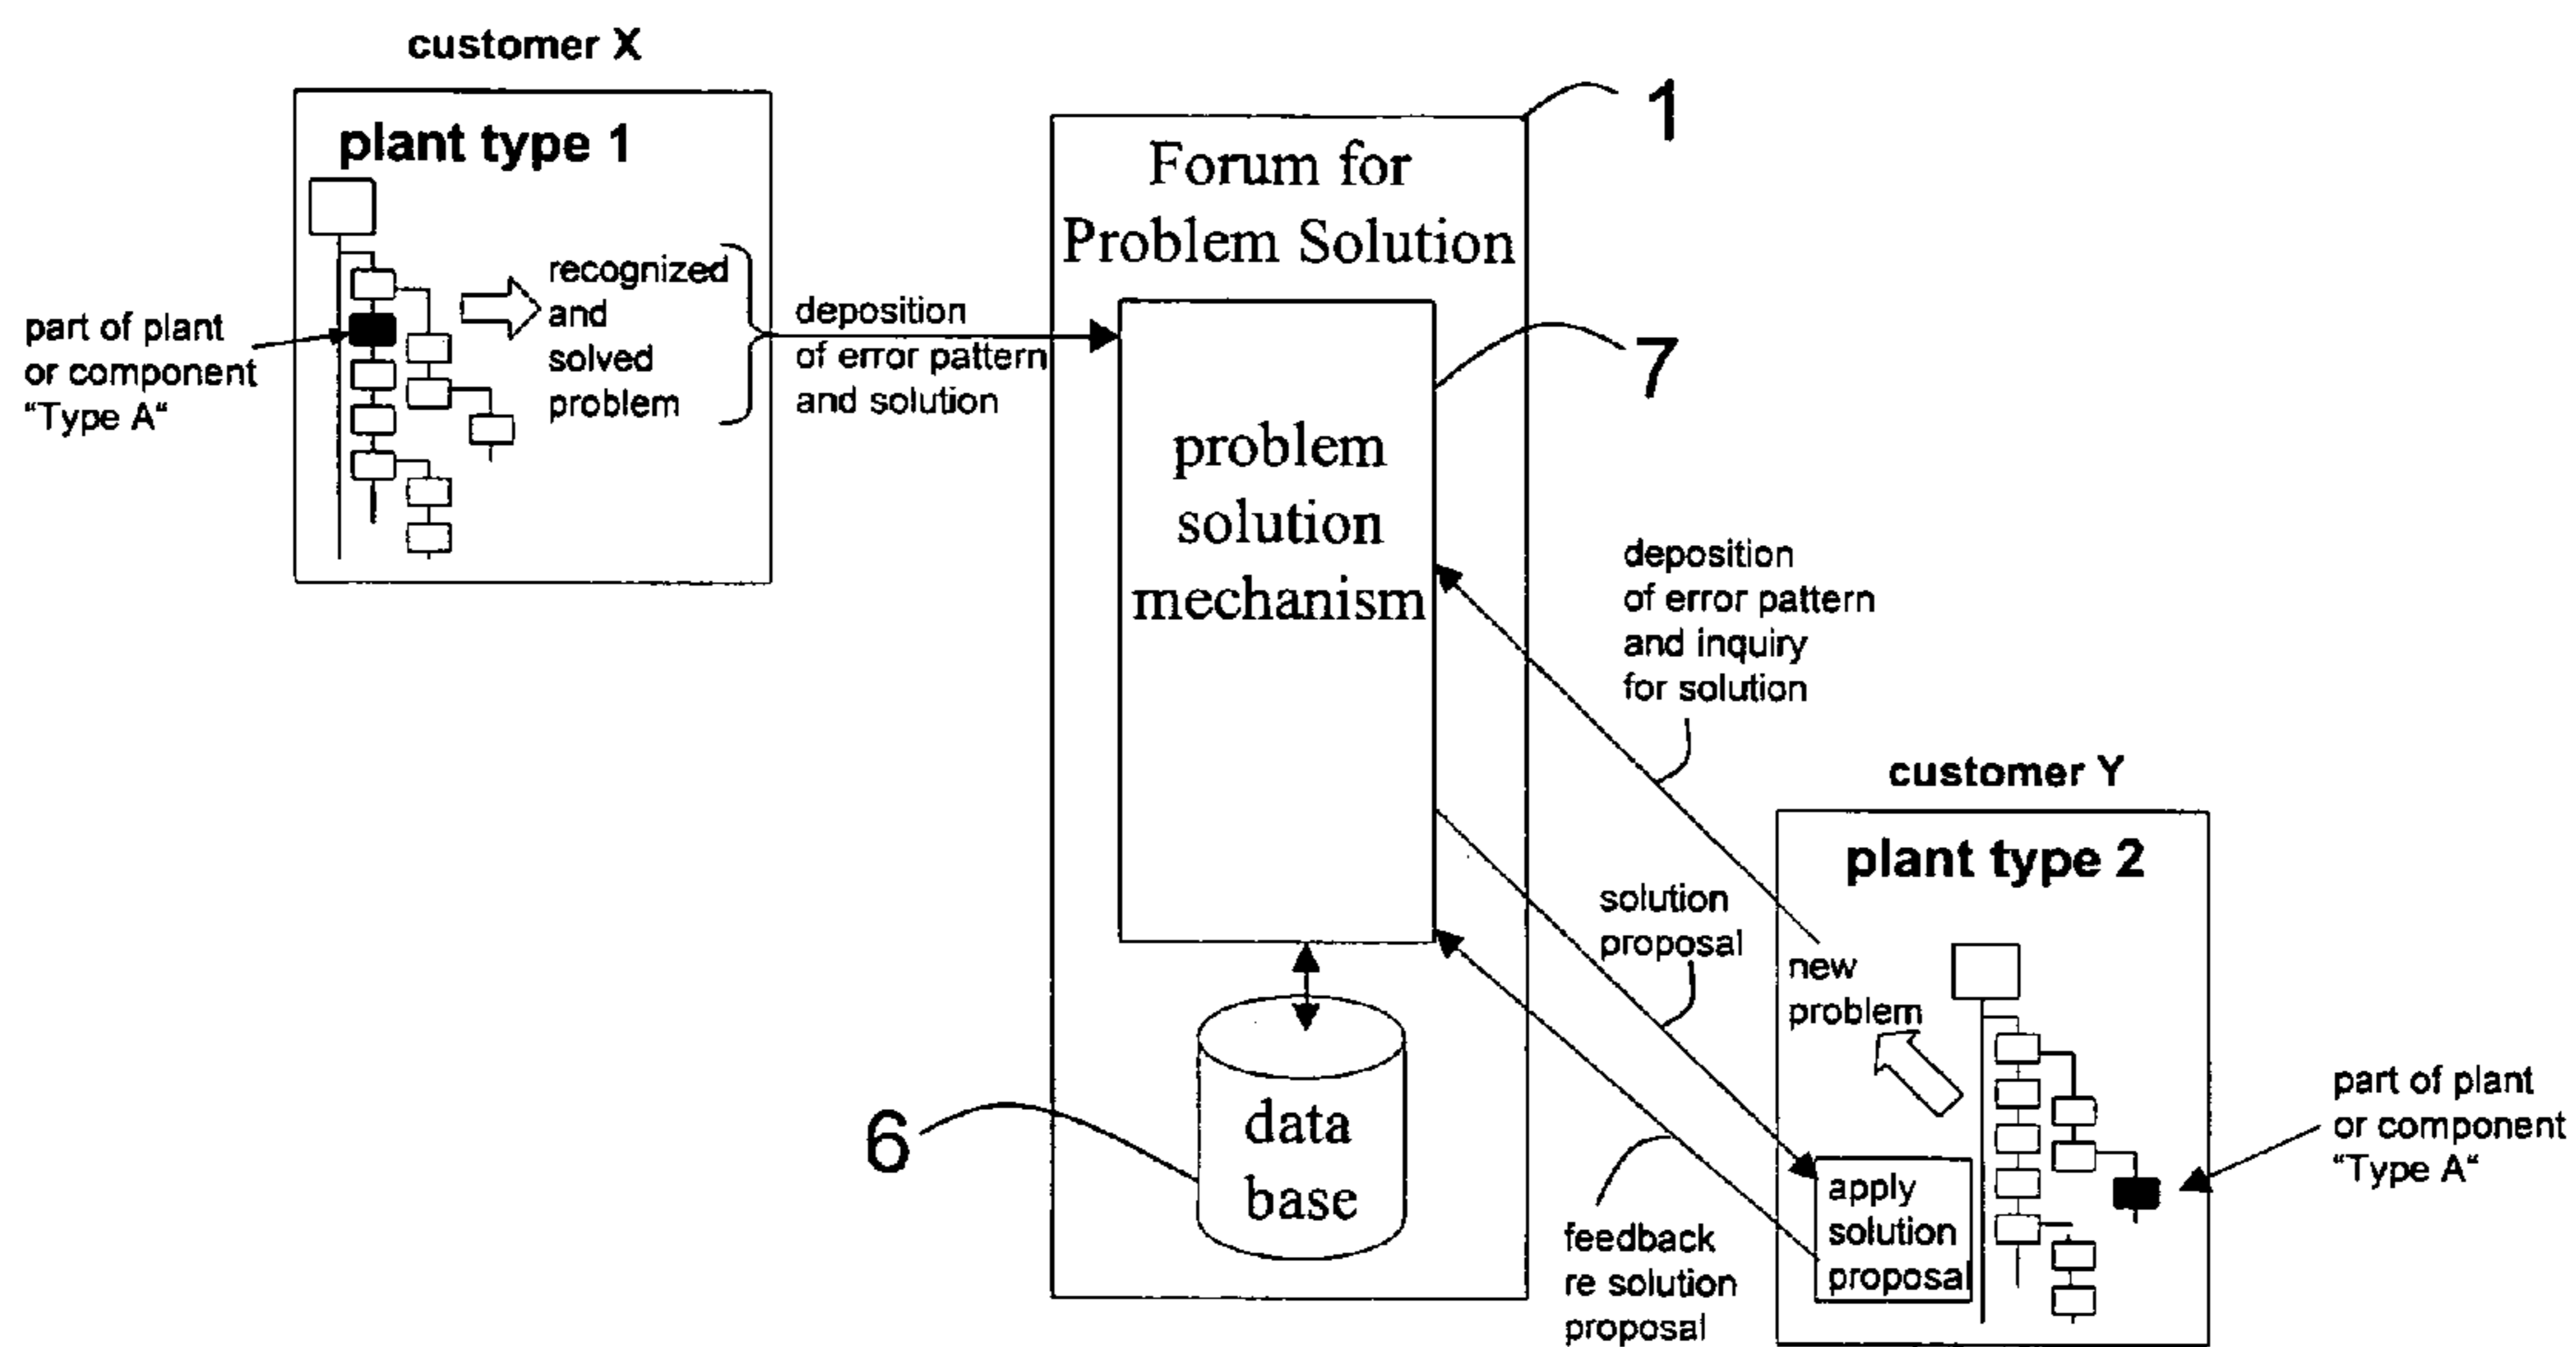 customer X
plant type 1
part of plant
or component
“Type A“
recognized
and
solved
problem
deposition
of error pattern
and solution
1
Forum for
Problem Solution
7
problem
solution
mechanism
6
data
base
deposition
of error pattern
and inquiry
for solution
solution
proposal
feedback
re solution
proposal
customer Y
plant type 2
new
problem
apply
solution
proposal
part of plant
or component
“Type A“